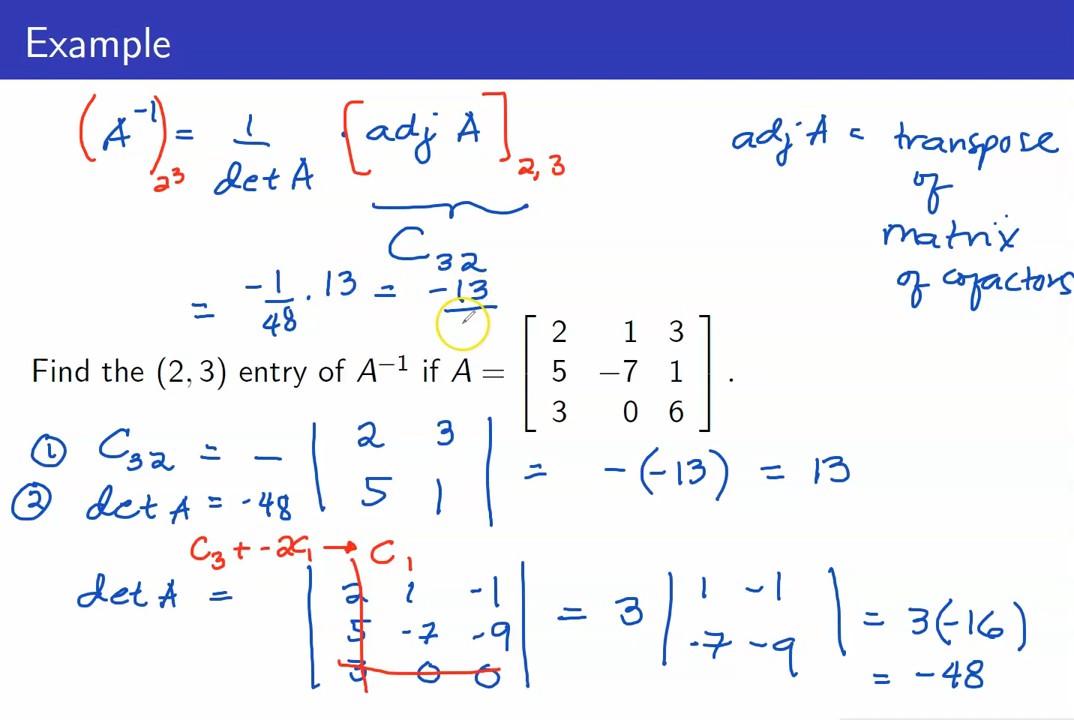 Example
(A⁻¹)₂₃ = 1/det A · [adj A]₂,₃
adj A = transpose
of
matrix
of cofactors
C₃₂
= -1/48 · 13 = -13
Find the (2, 3) entry of A⁻¹ if A = [2 1 3
5 −7 1
3 0 6].
① C₃₂ = - |2 3
5 1| = -(-13) = 13
② det A = -48
C₃ + -2C₁ → C₁
det A = |2 1 -1
5 -7 -9
3 0 0| = 3 |1 -1
-7 -9| = 3(-16)
= -48